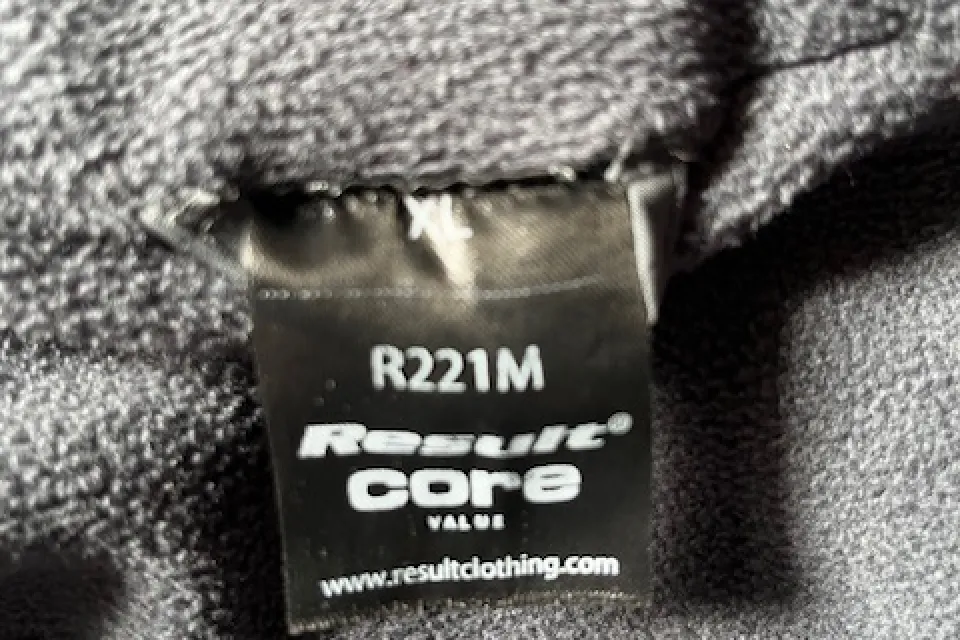 XL
R221M
Result®
core
VALUE
www.resultclothing.com